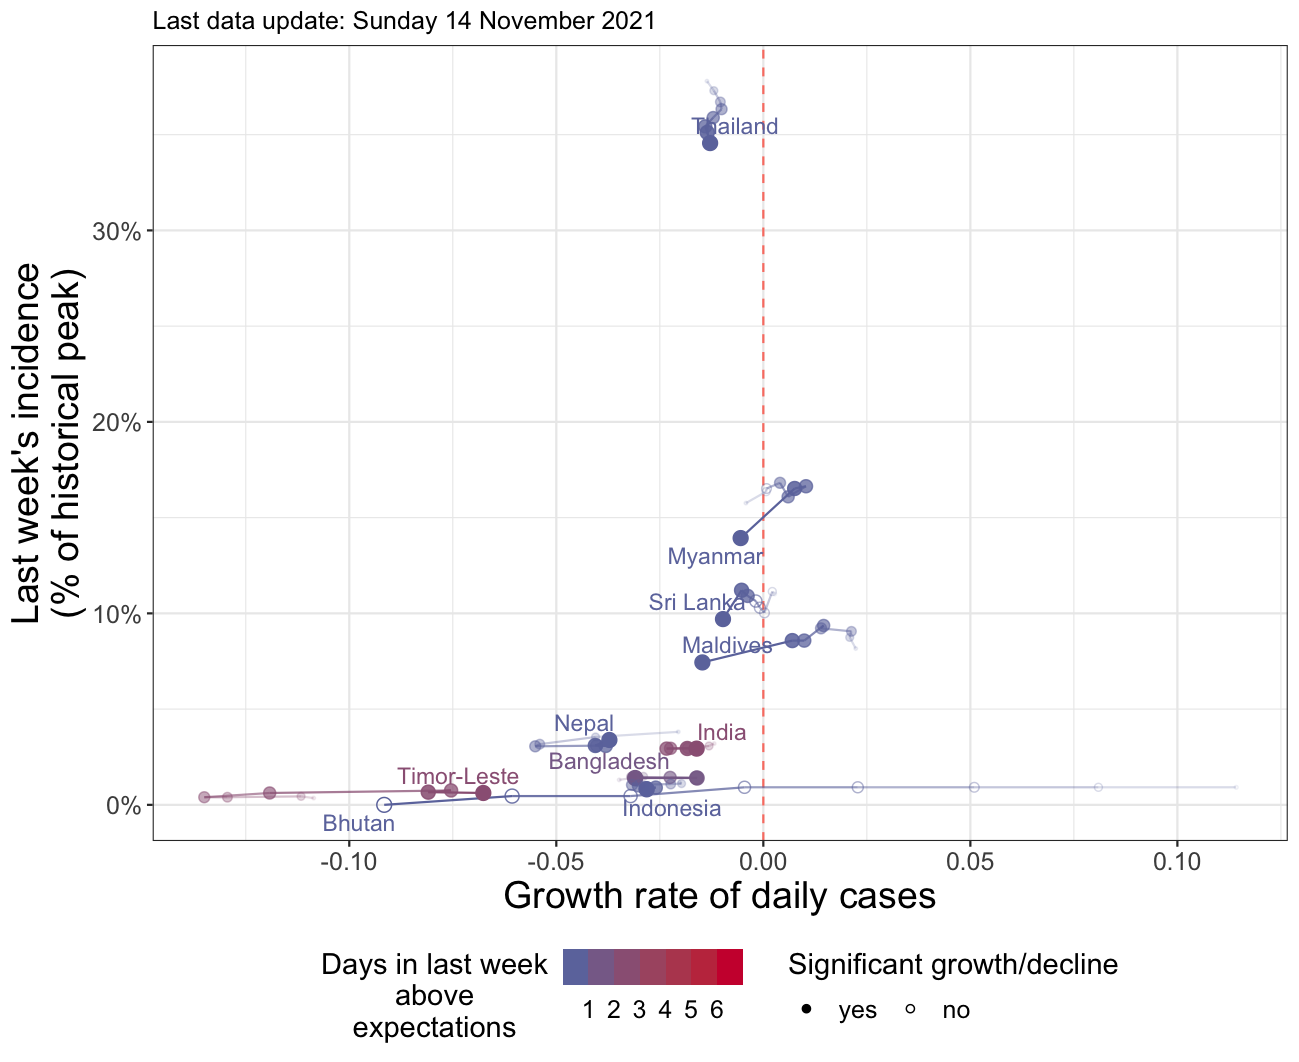 Last data update: Sunday 14 November 2021
Last week's incidence
(% of historical peak)
30%
20%
10%
0%
Thailand
Myanmar
Sri Lanka
Maldives
Nepal
India
Bangladesh
Timor-Leste
Indonesia
Bhutan
-0.10 -0.05 0.00 0.05 0.10
Growth rate of daily cases
Days in last week
above
expectations
1 2 3 4 5 6
Significant growth/decline
yes no